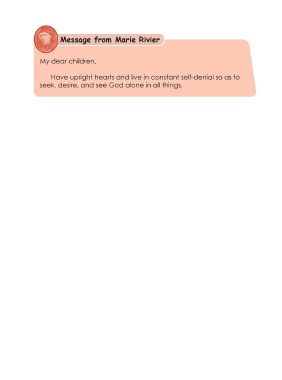 Message from Marie Rivier
My dear children,
Have upright hearts and live in constant self-denial so as to
seek, desire, and see God alone in all things.